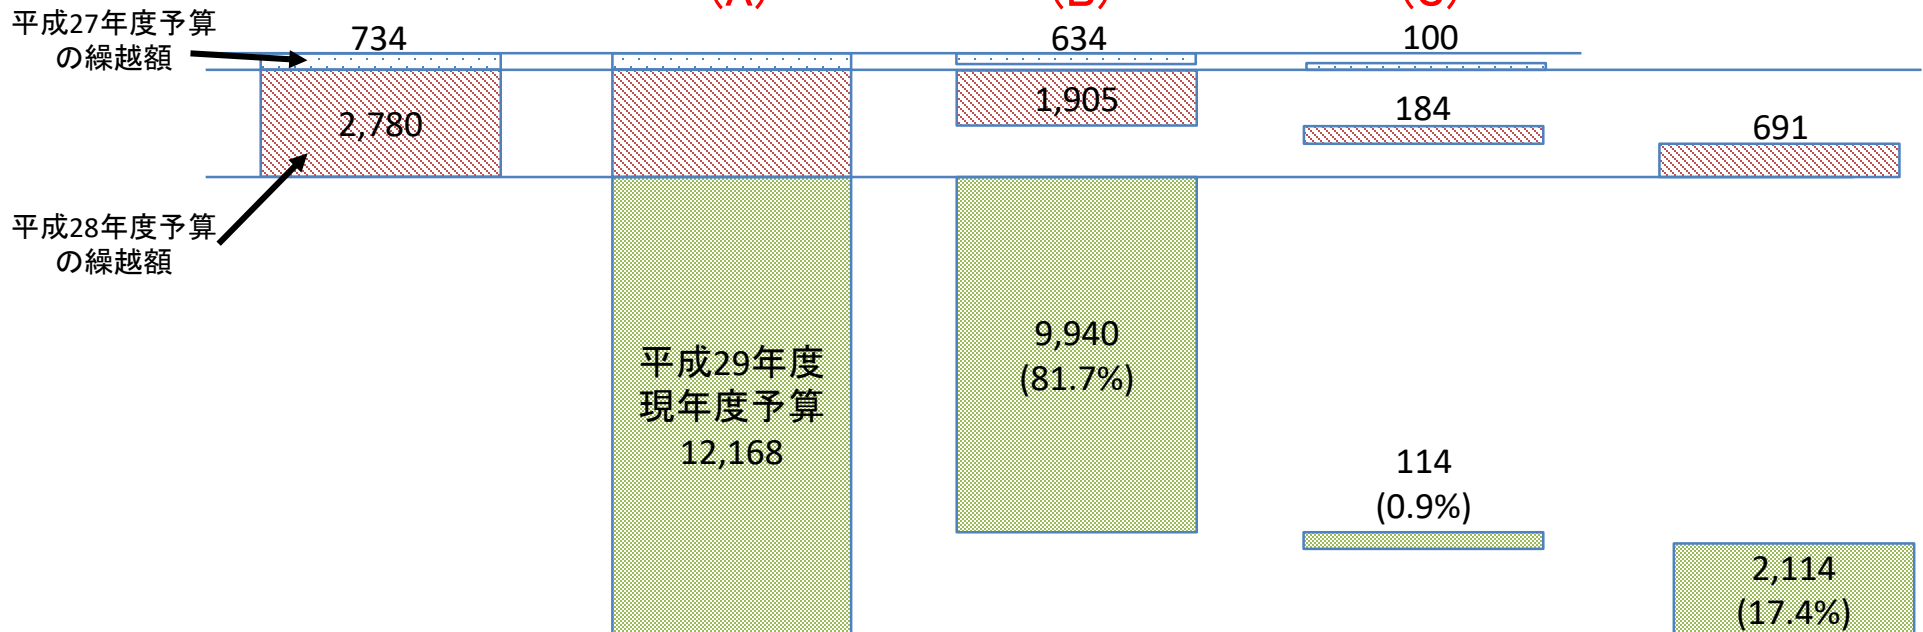 (A)
(B)
(C)
平成27年度予算
の繰越額
734
634
100
2,780
1,905
184
691
平成28年度予算
の繰越額
平成29年度
現年度予算
12,168
9,940
(81.7%)
114
(0.9%)
2,114
(17.4%)